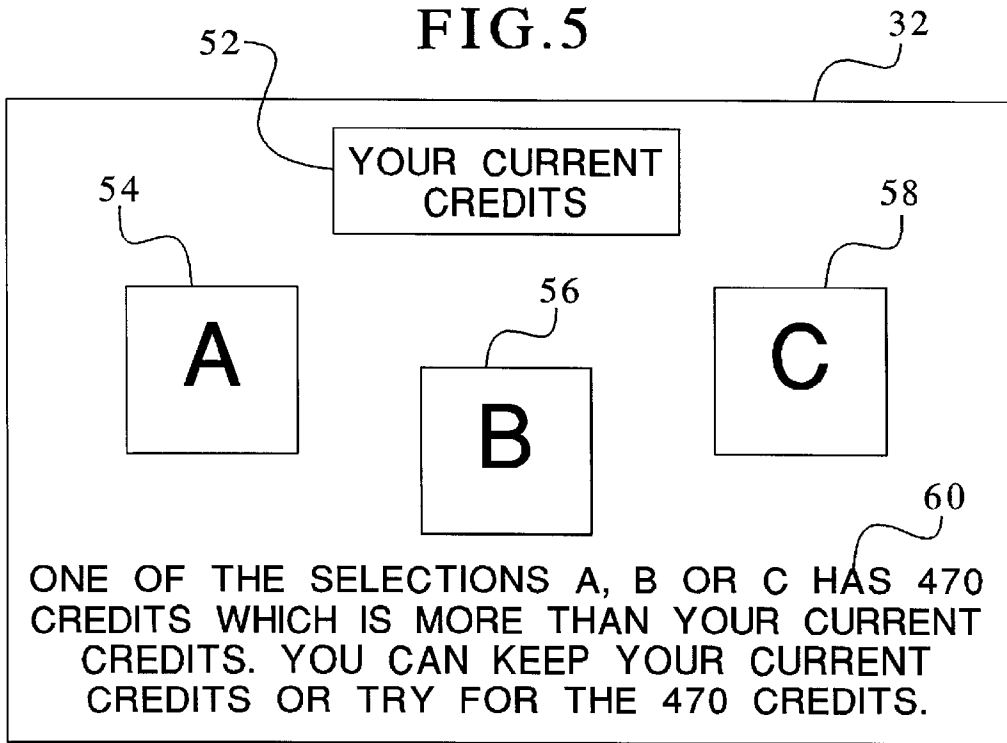 FIG.5
52
32
YOUR CURRENT
CREDITS
54
58
A
56
C
B
60
ONE OF THE SELECTIONS A, B OR C HAS 470
CREDITS WHICH IS MORE THAN YOUR CURRENT
CREDITS. YOU CAN KEEP YOUR CURRENT
CREDITS OR TRY FOR THE 470 CREDITS.